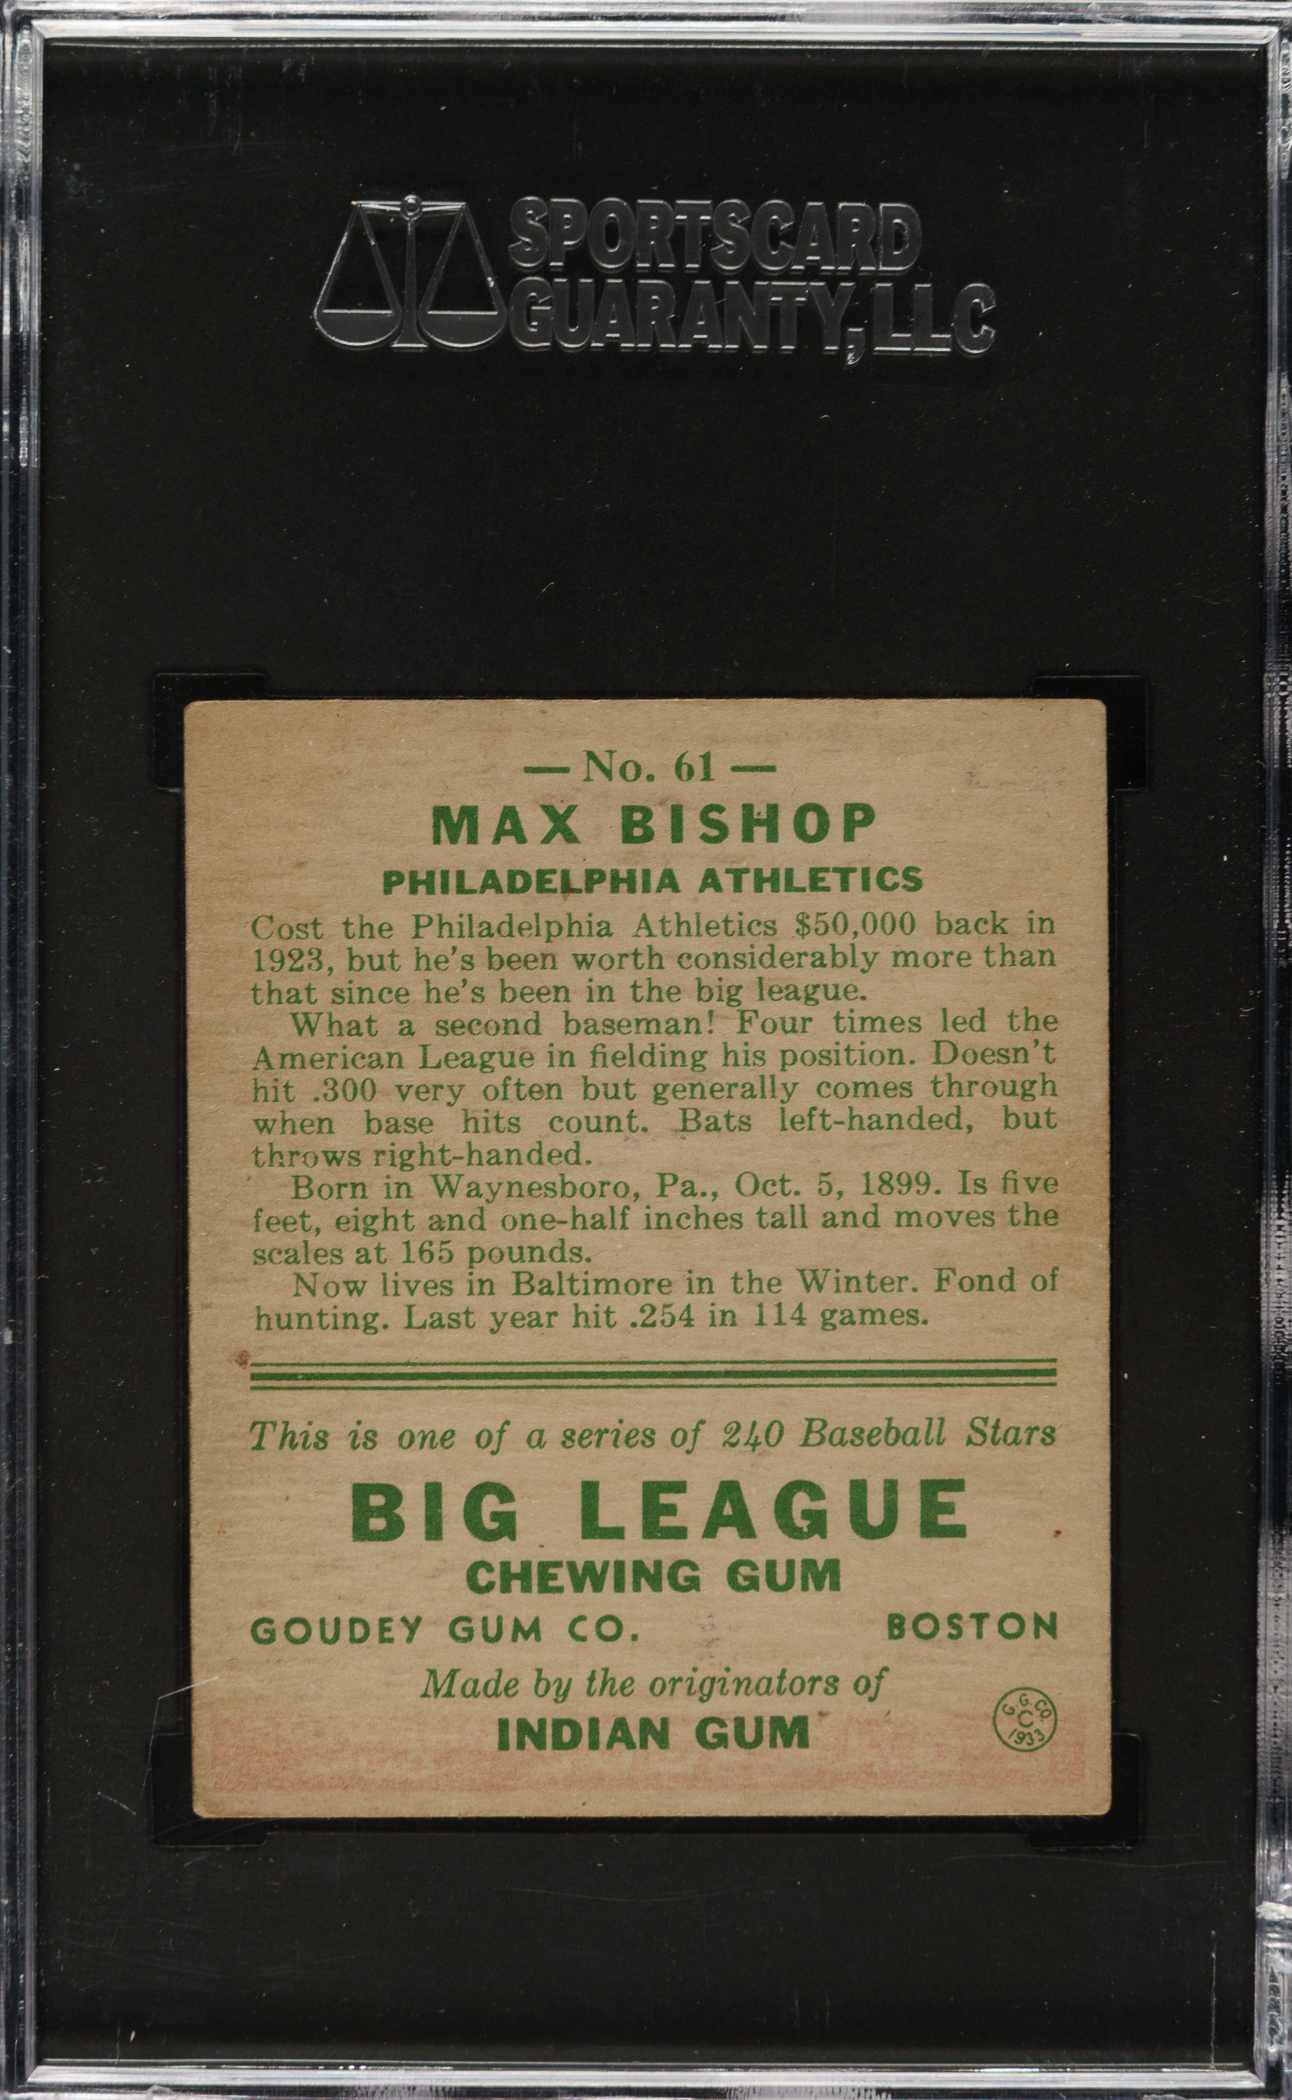 SPORTSCARD
GUARANTY, LLC
— No. 61 —
MAX BISHOP
PHILADELPHIA ATHLETICS
Cost the Philadelphia Athletics $50,000 back in
1923, but he's been worth considerably more than
that since he's been in the big league.
What a second baseman! Four times led the
American League in fielding his position. Doesn't
hit .300 very often but generally comes through
when base hits count. Bats left-handed, but
throws right-handed.
Born in Waynesboro, Pa., Oct. 5, 1899. Is five
feet, eight and one-half inches tall and moves the
scales at 165 pounds.
Now lives in Baltimore in the Winter. Fond of
hunting. Last year hit .254 in 114 games.
This is one of a series of 240 Baseball Stars
BIG LEAGUE
CHEWING GUM
GOUDEY GUM CO. BOSTON
Made by the originators of
INDIAN GUM
G. G. CO.
C
1933